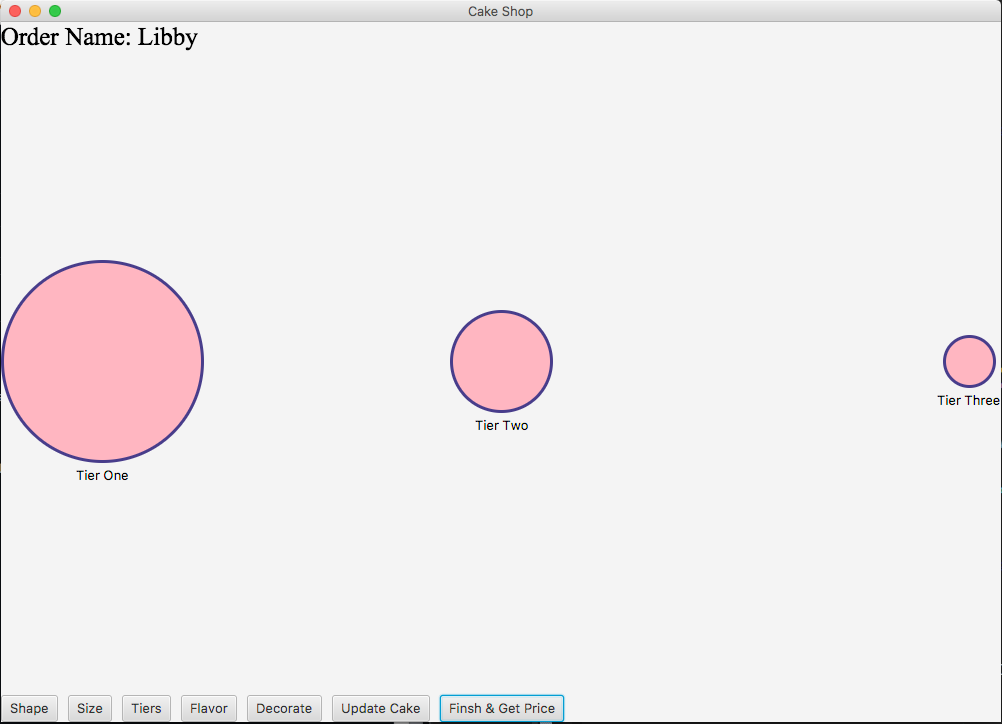 Cake Shop
Order Name: Libby
Tier One
Tier Two
Tier Three
Shape Size Tiers Flavor Decorate Update Cake Finsh & Get Price